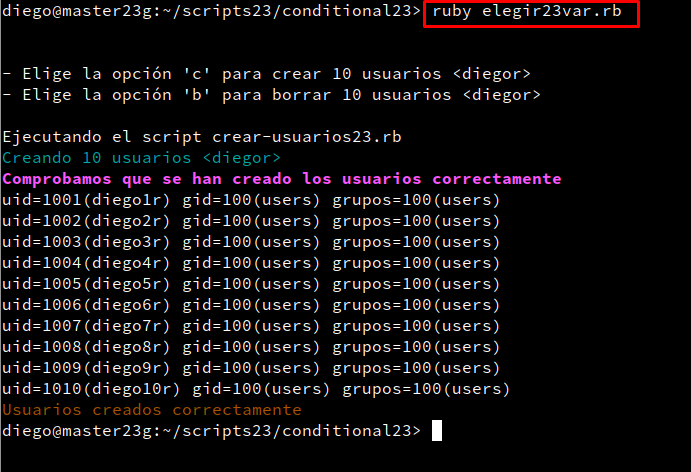 diego@master23g:~/scripts23/conditional23> ruby elegir23var.rb
- Elige la opción 'c' para crear 10 usuarios <diegor>
- Elige la opción 'b' para borrar 10 usuarios <diegor>
Ejecutando el script crear-usuarios23.rb
Creando 10 usuarios <diegor>
Comprobamos que se han creado los usuarios correctamente
uid=1001(diego1r) gid=100(users) grupos=100(users)
uid=1002(diego2r) gid=100(users) grupos=100(users)
uid=1003(diego3r) gid=100(users) grupos=100(users)
uid=1004(diego4r) gid=100(users) grupos=100(users)
uid=1005(diego5r) gid=100(users) grupos=100(users)
uid=1006(diego6r) gid=100(users) grupos=100(users)
uid=1007(diego7r) gid=100(users) grupos=100(users)
uid=1008(diego8r) gid=100(users) grupos=100(users)
uid=1009(diego9r) gid=100(users) grupos=100(users)
uid=1010(diego10r) gid=100(users) grupos=100(users)
Usuarios creados correctamente
diego@master23g:~/scripts23/conditional23>